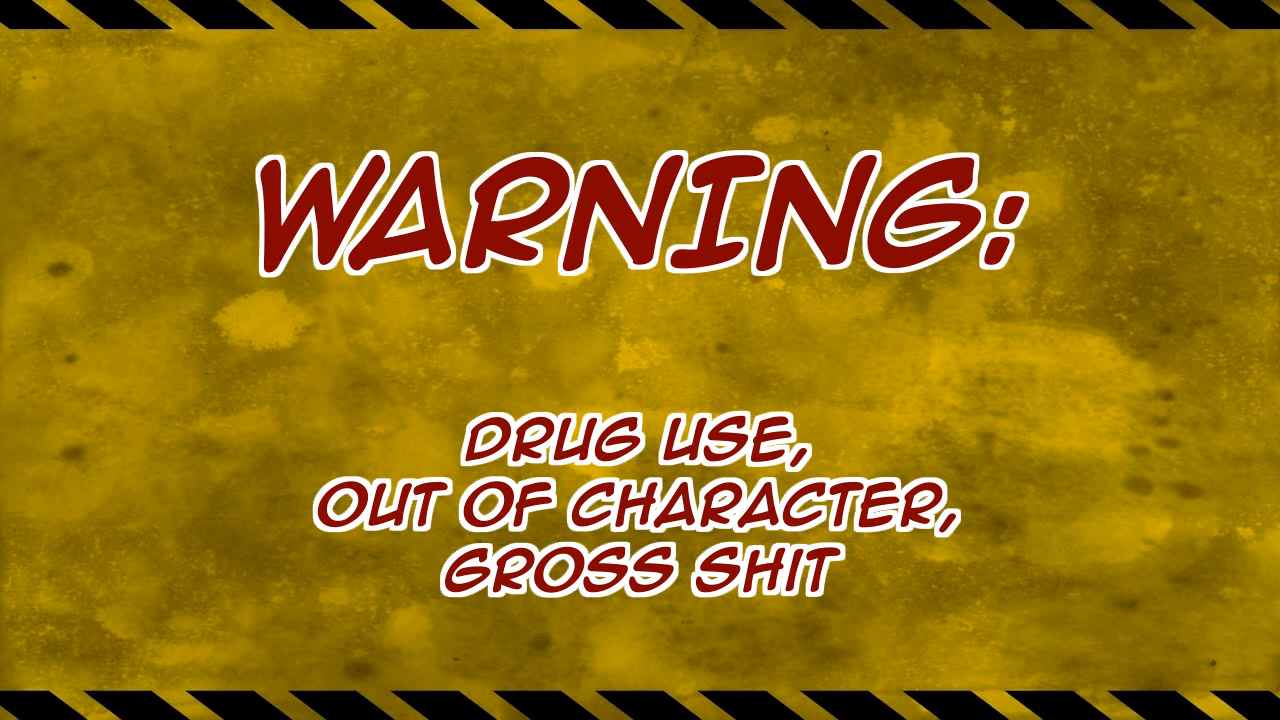 WARNING:
DRUG USE,
OUT OF CHARACTER,
GROSS SHIT